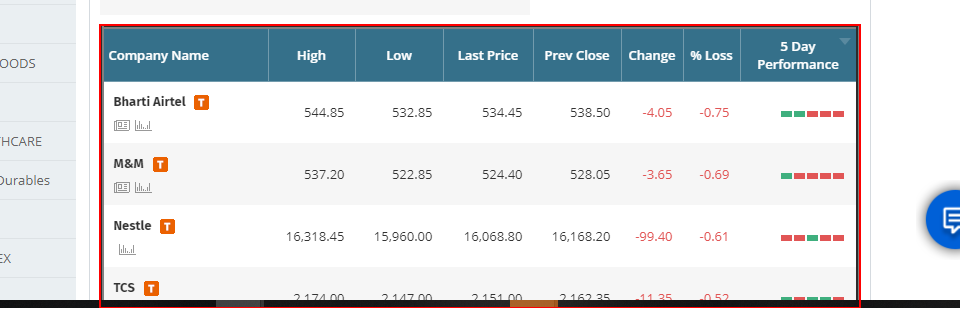 OODS
HCARE
Durables
EX
Company Name High Low Last Price Prev Close Change % Loss 5 Day
Performance
Bharti Airtel T 544.85 532.85 534.45 538.50 -4.05 -0.75
M&M T 537.20 522.85 524.40 528.05 -3.65 -0.69
Nestle T 16,318.45 15,960.00 16,068.80 16,168.20 -99.40 -0.61
TCS T 2,174.00 2,147.00 2,151.00 2,162.35 -11.35 -0.52